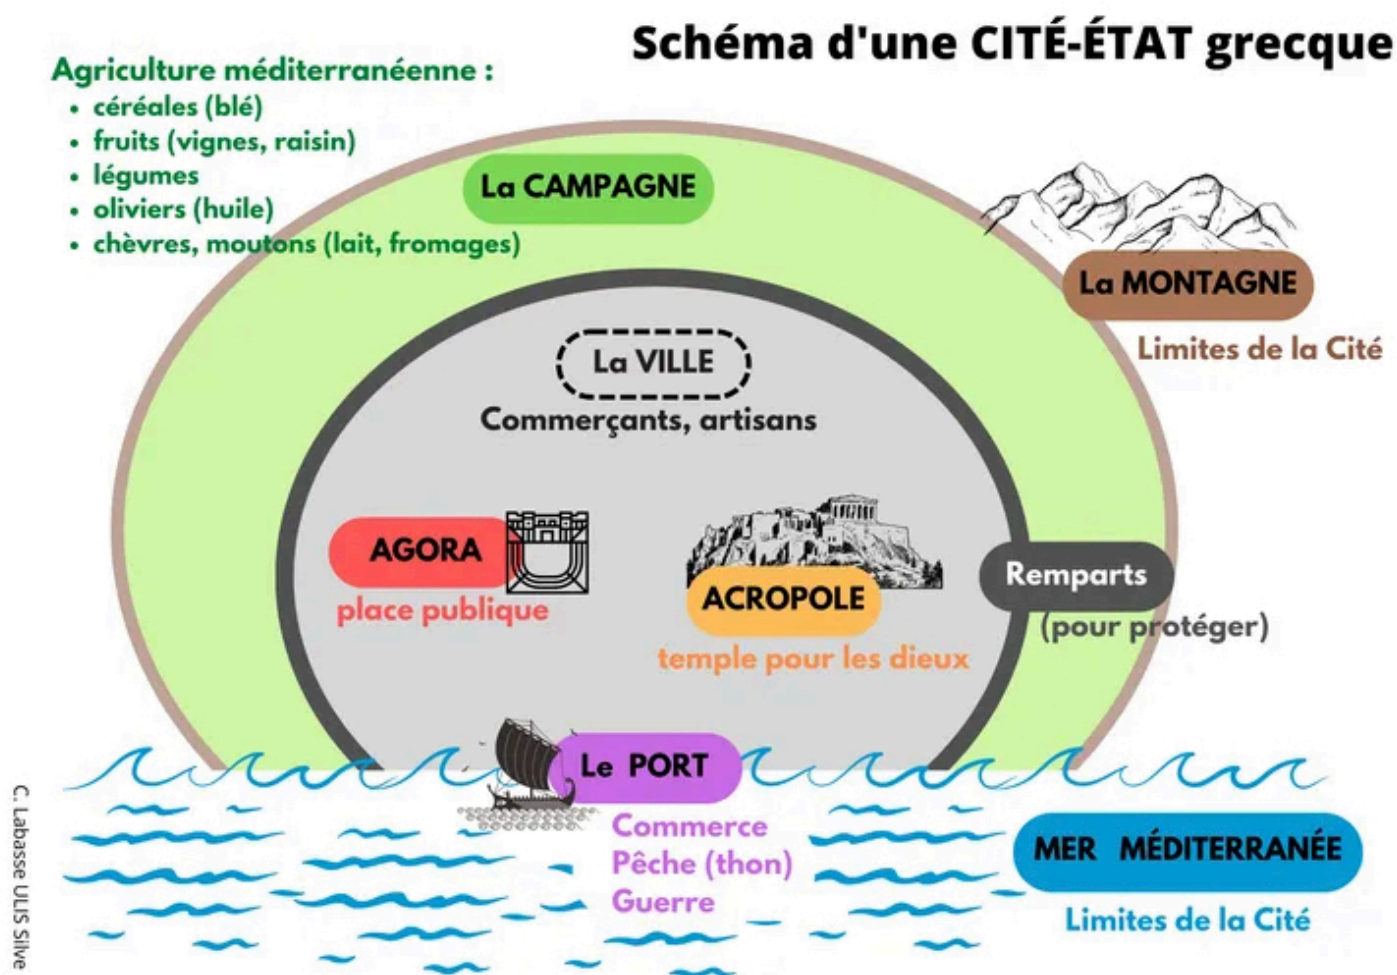 Schéma d'une CITÉ-ÉTAT grecque
Agriculture méditerranéenne :
• céréales (blé)
• fruits (vignes, raisin)
• légumes
• oliviers (huile)
• chèvres, moutons (lait, fromages)
La CAMPAGNE
La MONTAGNE
Limites de la Cité
La VILLE
Commerçants, artisans
AGORA
place publique
ACROPOLE
temple pour les dieux
Remparts
(pour protéger)
Le PORT
Commerce
Pêche (thon)
Guerre
MER MÉDITERRANÉE
Limites de la Cité
C. Labasse ULIS Silve